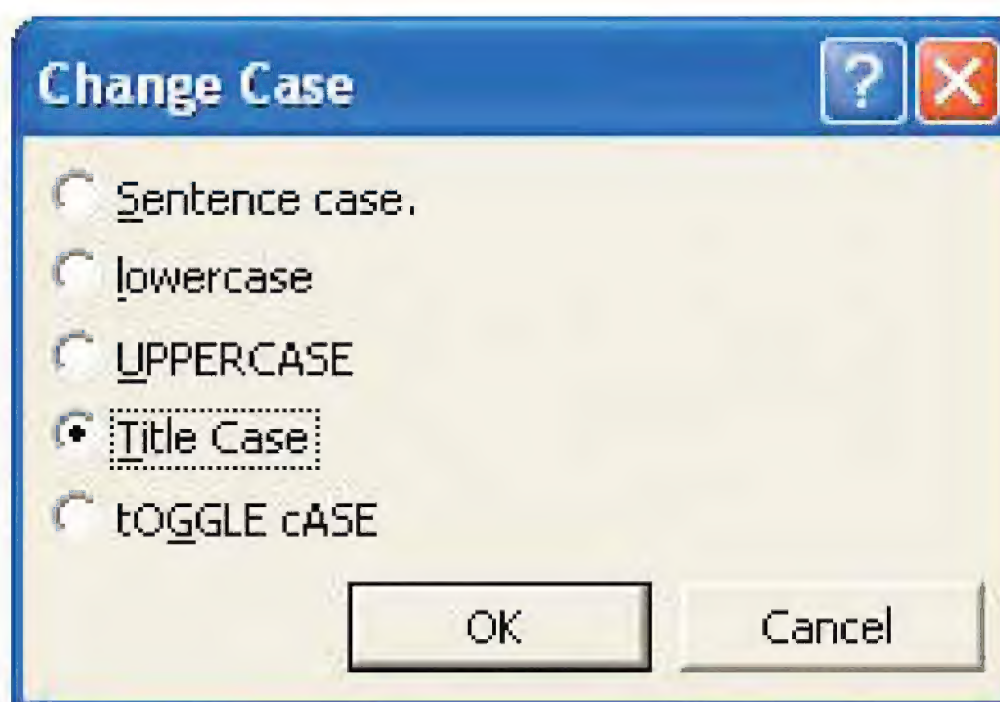 Change Case ?
Sentence case.
lowercase
UPPERCASE
Title Case
tOGGLE cASE
OK Cancel